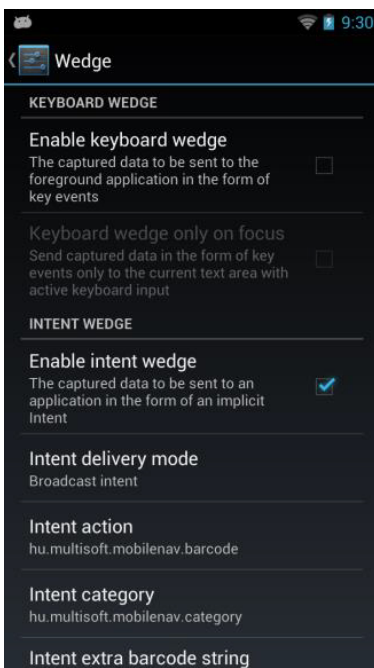 9:30
Wedge
KEYBOARD WEDGE
Enable keyboard wedge
The captured data to be sent to the
foreground application in the form of
key events
Keyboard wedge only on focus
Send captured data in the form of key
events only to the current text area with
active keyboard input
INTENT WEDGE
Enable intent wedge
The captured data to be sent to an
application in the form of an implicit
Intent
Intent delivery mode
Broadcast intent
Intent action
hu.multisoft.mobilenav.barcode
Intent category
hu.multisoft.mobilenav.category
Intent extra barcode string